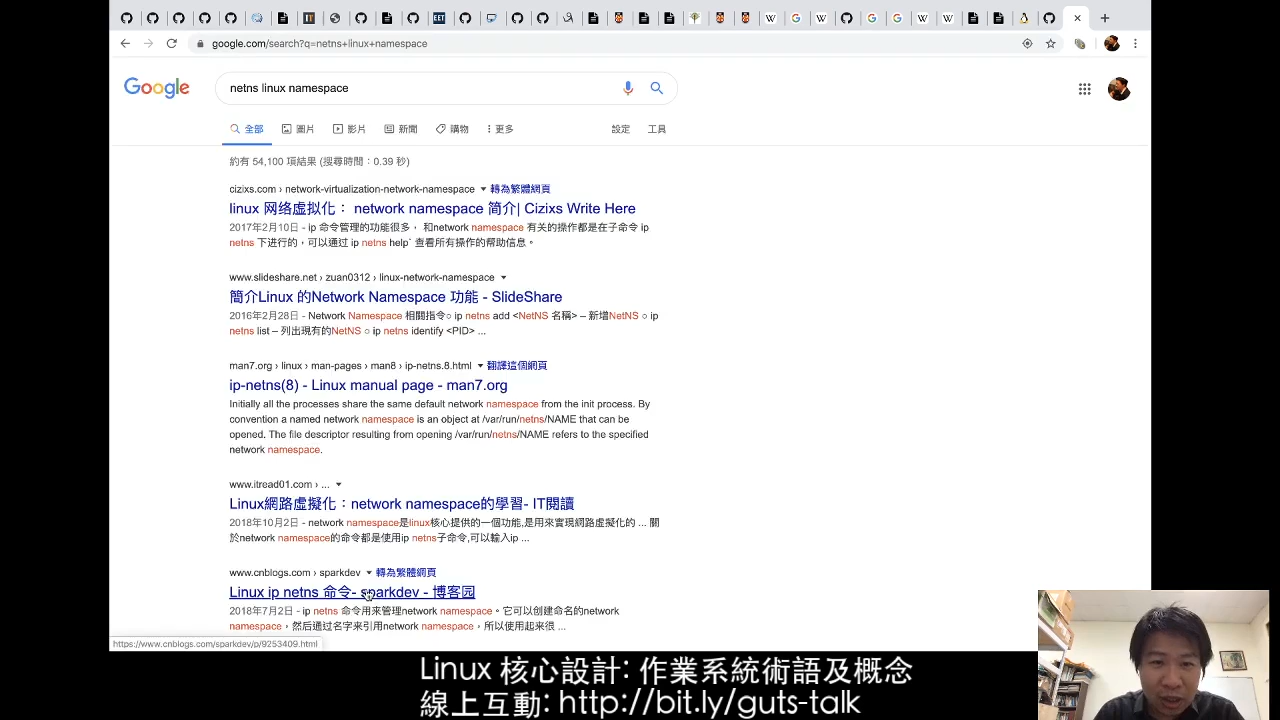 google.com/search?q=netns+linux+namespace
Google
netns linux namespace
全部 圖片 影片 新聞 購物 更多 設定 工具
約有 54,100 項結果 (搜尋時間：0.39 秒)
cizixs.com › network-virtualization-network-namespace ▼ 轉為繁體網頁
linux 网络虚拟化： network namespace 简介| Cizixs Write Here
2017年2月10日 - ip 命令管理的功能很多， 和network namespace 有关的操作都是在子命令 ip
netns 下进行的，可以通过 ip netns help` 查看所有操作的帮助信息。
www.slideshare.net › zuan0312 › linux-network-namespace ▼
簡介Linux 的Network Namespace 功能 - SlideShare
2016年2月28日 - Network Namespace 相關指令○ ip netns add <NetNS 名稱> – 新增NetNS ○ ip
netns list – 列出現有的NetNS ○ ip netns identify <PID> ...
man7.org › linux › man-pages › man8 › ip-netns.8.html ▼ 翻譯這個網頁
ip-netns(8) - Linux manual page - man7.org
Initially all the processes share the same default network namespace from the init process. By
convention a named network namespace is an object at /var/run/netns/NAME that can be
opened. The file descriptor resulting from opening /var/run/netns/NAME refers to the specified
network namespace.
www.itread01.com › ... ▼
Linux網路虛擬化：network namespace的學習- IT閱讀
2018年10月2日 - network namespace是linux核心提供的一個功能,是用來實現網路虛擬化的 ... 關
於network namespace的命令都是使用ip netns子命令,可以輸入ip ...
www.cnblogs.com › sparkdev ▼ 轉為繁體網頁
Linux ip netns 命令- sparkdev - 博客园
2018年7月2日 - ip netns 命令用来管理network namespace。它可以创建命名的network
namespace，然后通过名字来引用network namespace，所以使用起来很 ...
https://www.cnblogs.com/sparkdev/p/9253409.html
Linux 核心設計: 作業系統術語及概念
線上互動: http://bit.ly/guts-talk